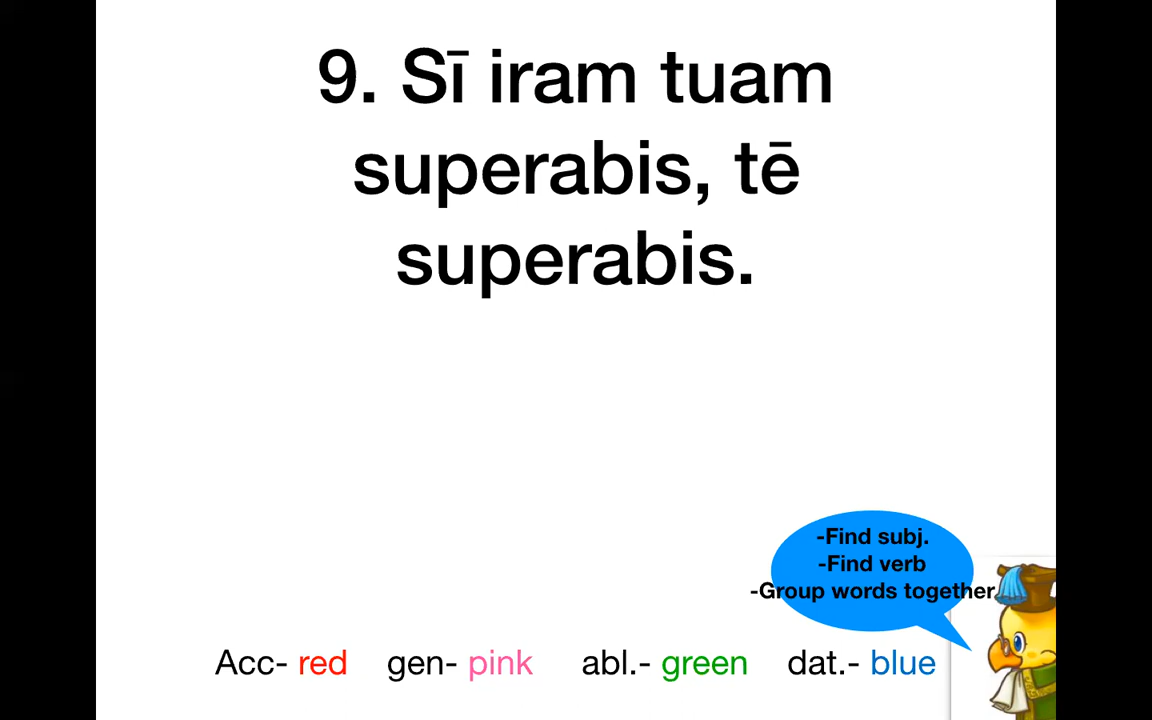 9. Sī iram tuam
superabis, tē
superabis.
-Find subj.
-Find verb
-Group words together
Acc- red gen- pink abl.- green dat.- blue